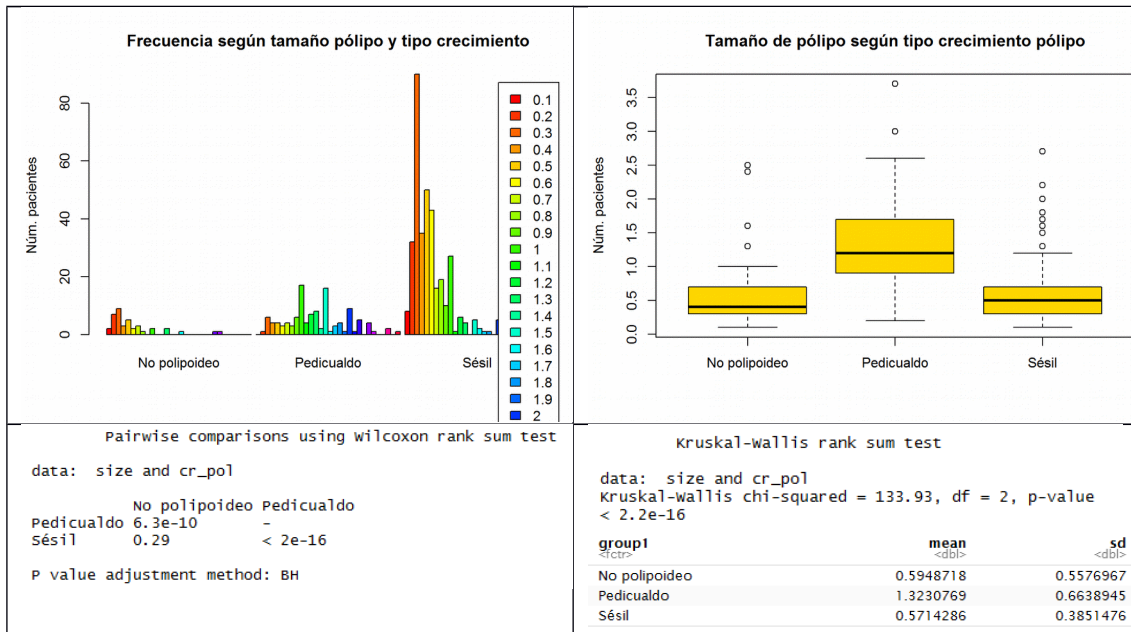 Frecuencia según tamaño pólipo y tipo crecimiento
Núm. pacientes
80
60
40
20
0
No polipoideo
Pedicualdo
Sésil
0.1
0.2
0.3
0.4
0.5
0.6
0.7
0.8
0.9
1
1.1
1.2
1.3
1.4
1.5
1.6
1.7
1.8
1.9
2
Tamaño de pólipo según tipo crecimiento pólipo
Núm. pacientes
3.5
3.0
2.5
2.0
1.5
1.0
0.5
0.0
No polipoideo
Pedicualdo
Sésil
Pairwise comparisons using Wilcoxon rank sum test
data: size and cr_pol
No polipoideo Pedicualdo
Pedicualdo 6.3e-10 -
Sésil 0.29 < 2e-16
P value adjustment method: BH
Kruskal-Wallis rank sum test
data: size and cr_pol
Kruskal-Wallis chi-squared = 133.93, df = 2, p-value
< 2.2e-16
group1 mean sd
<fctr> <dbl> <dbl>
No polipoideo 0.5948718 0.5576967
Pedicualdo 1.3230769 0.6638945
Sésil 0.5714286 0.3851476